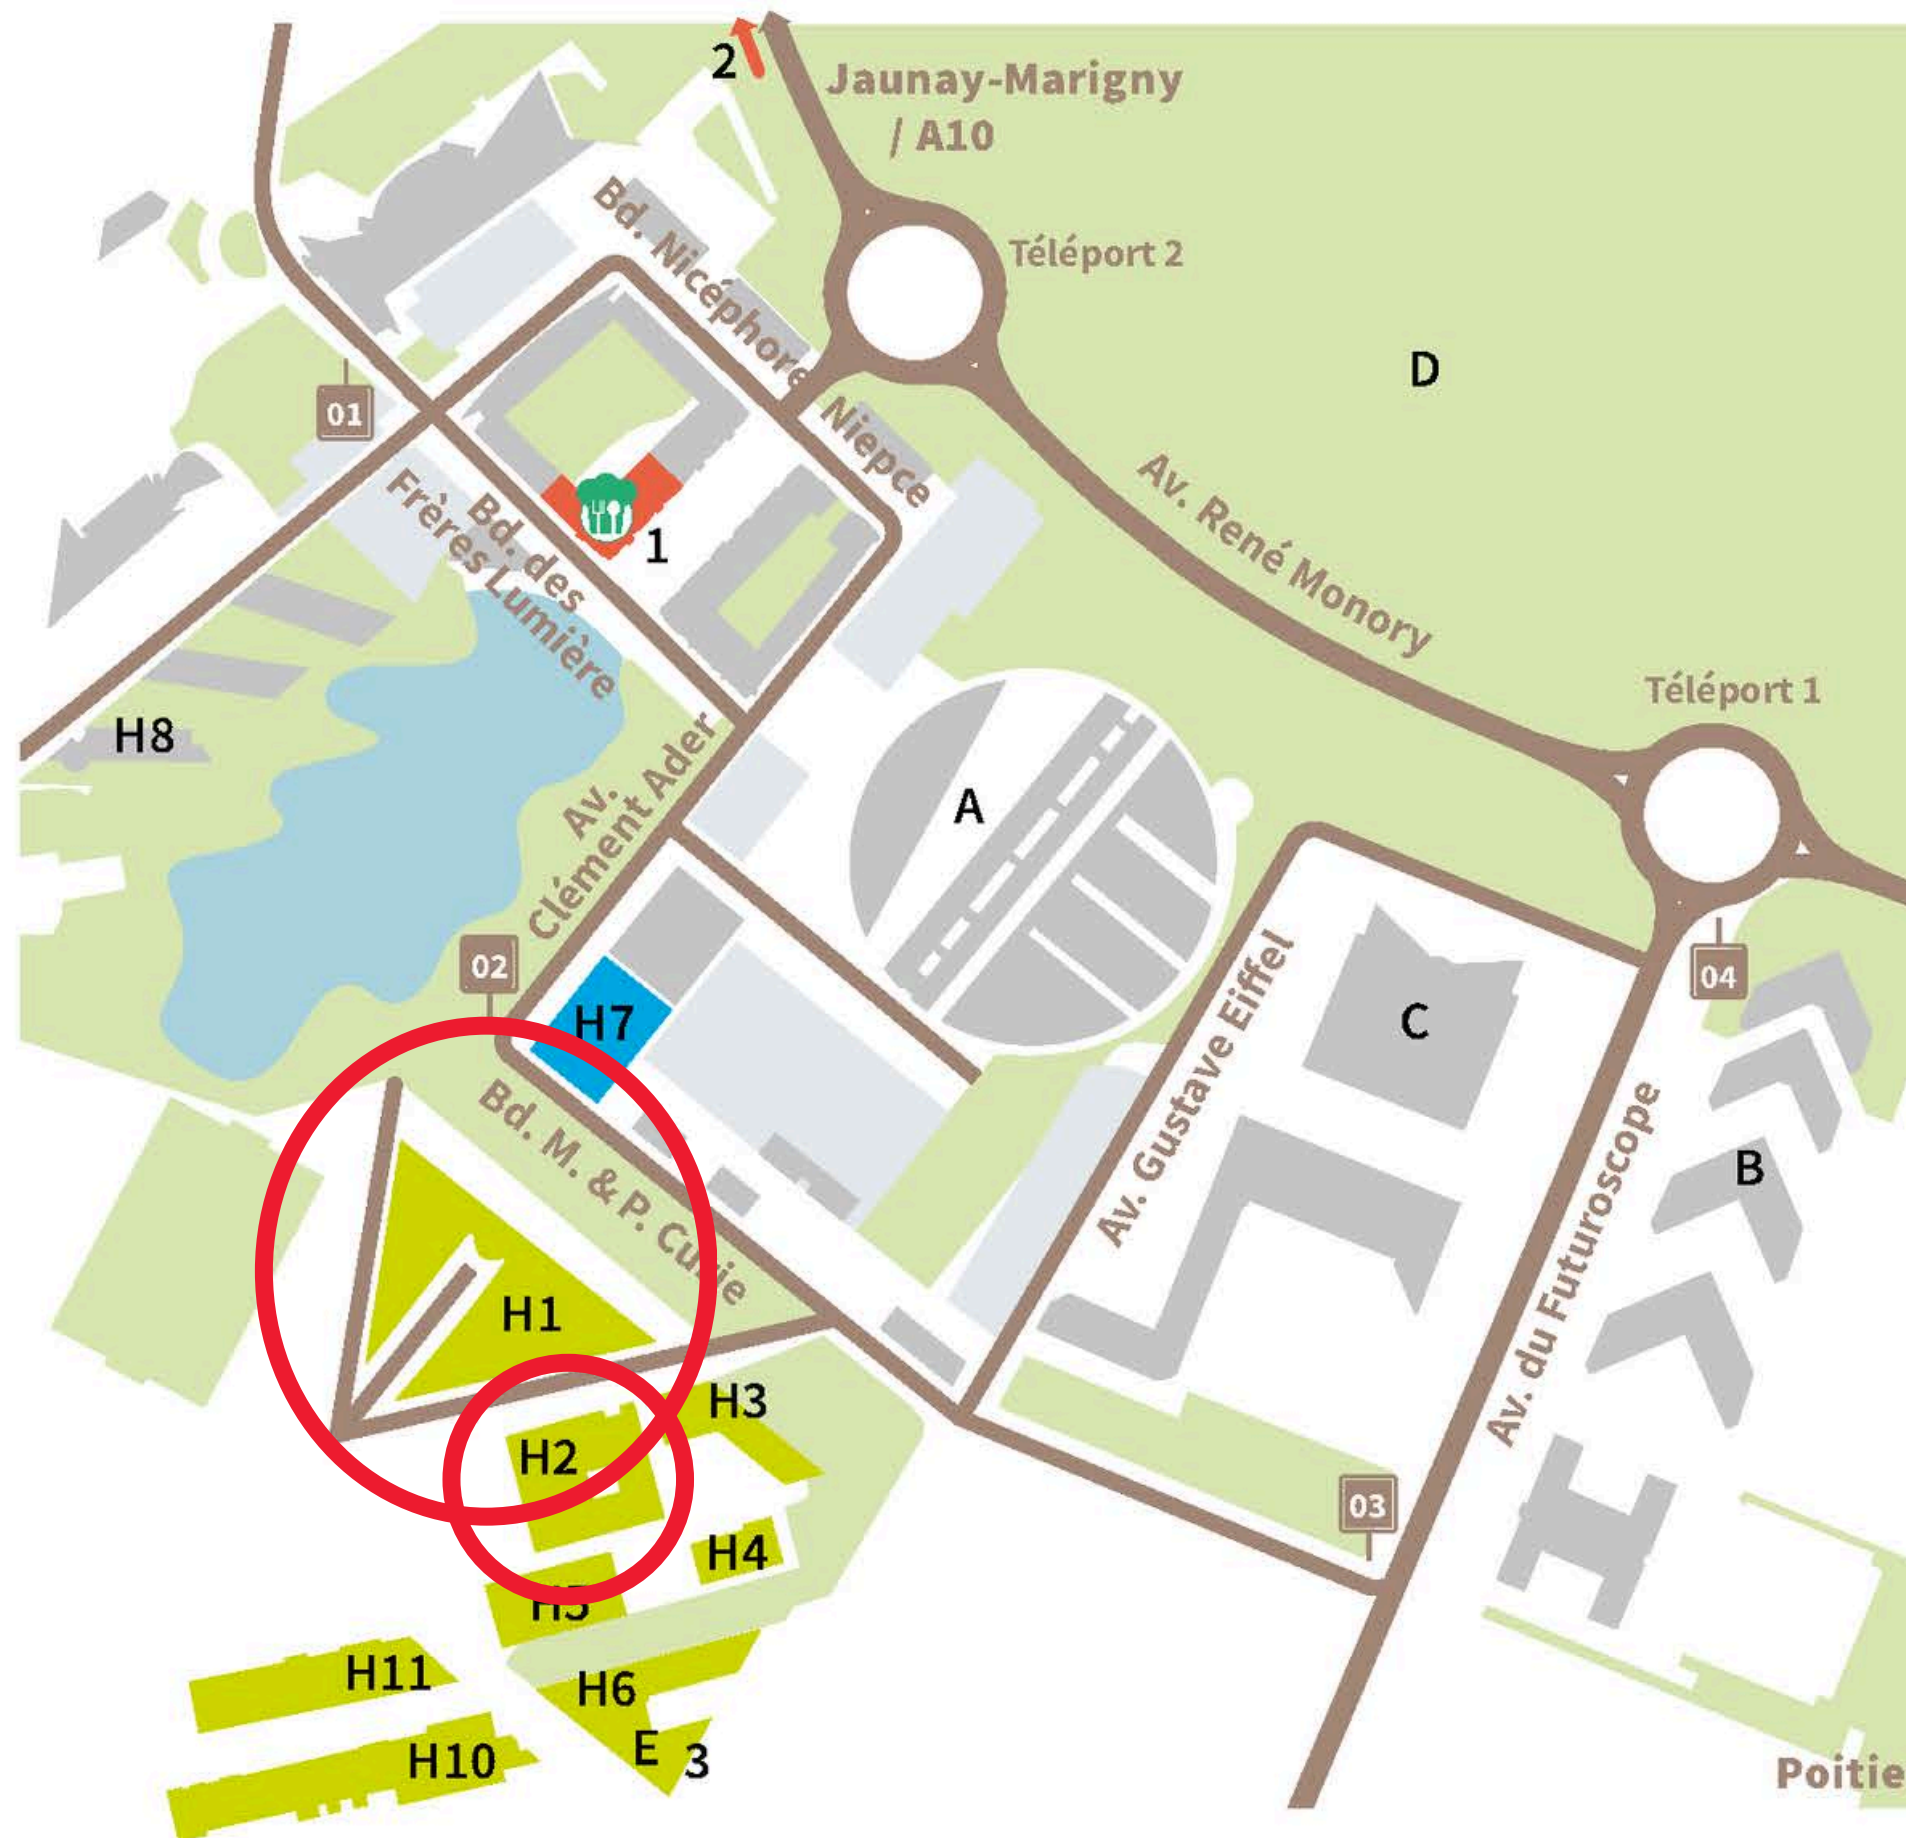 2
Jaunay-Marigny
/ A10
Bd. Nicéphore Niepce
Téléport 2
D
01
Av. René Monory
Bd. des
Frères Lumière
1
Téléport 1
H8
A
Av.
Clément Ader
02
04
H7
C
Av. Gustave Eiffel
Bd. M. & P. Curie
B
Av. du Futuroscope
H1
H3
H2
03
H4
H5
H11
H6
E
3
H10
Poitie